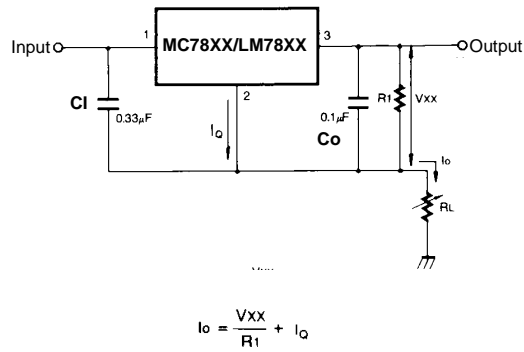 Input
1
MC78XX/LM78XX
3
Output
2
CI
0.33μF
IQ
0.1μF
Co
R1
VXX
Io
RL
Io = VXX / R1 + IQ